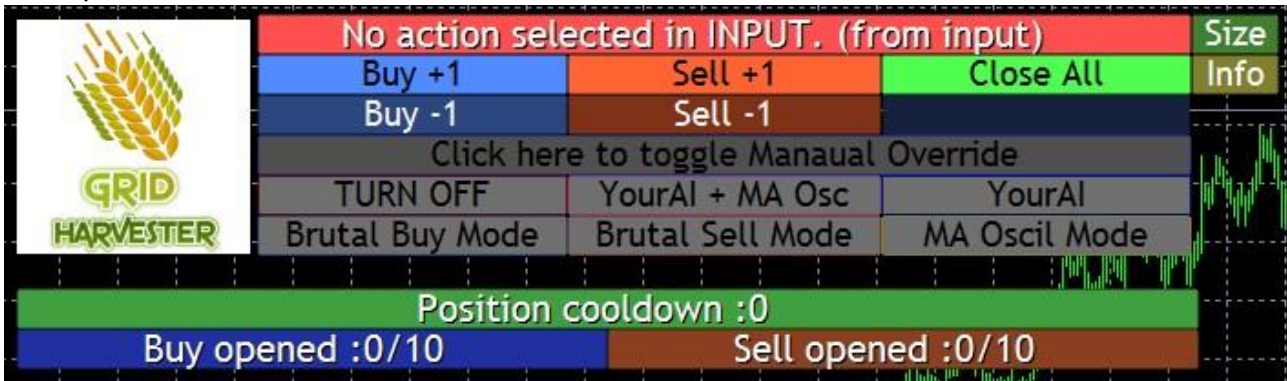 No action selected in INPUT. (from input) Size
Buy +1 Sell +1 Close All Info
Buy -1 Sell -1
Click here to toggle Manaual Override
GRID
HARVESTER
TURN OFF YourAI + MA Osc YourAI
Brutal Buy Mode Brutal Sell Mode MA Oscil Mode
Position cooldown :0
Buy opened :0/10 Sell opened :0/10